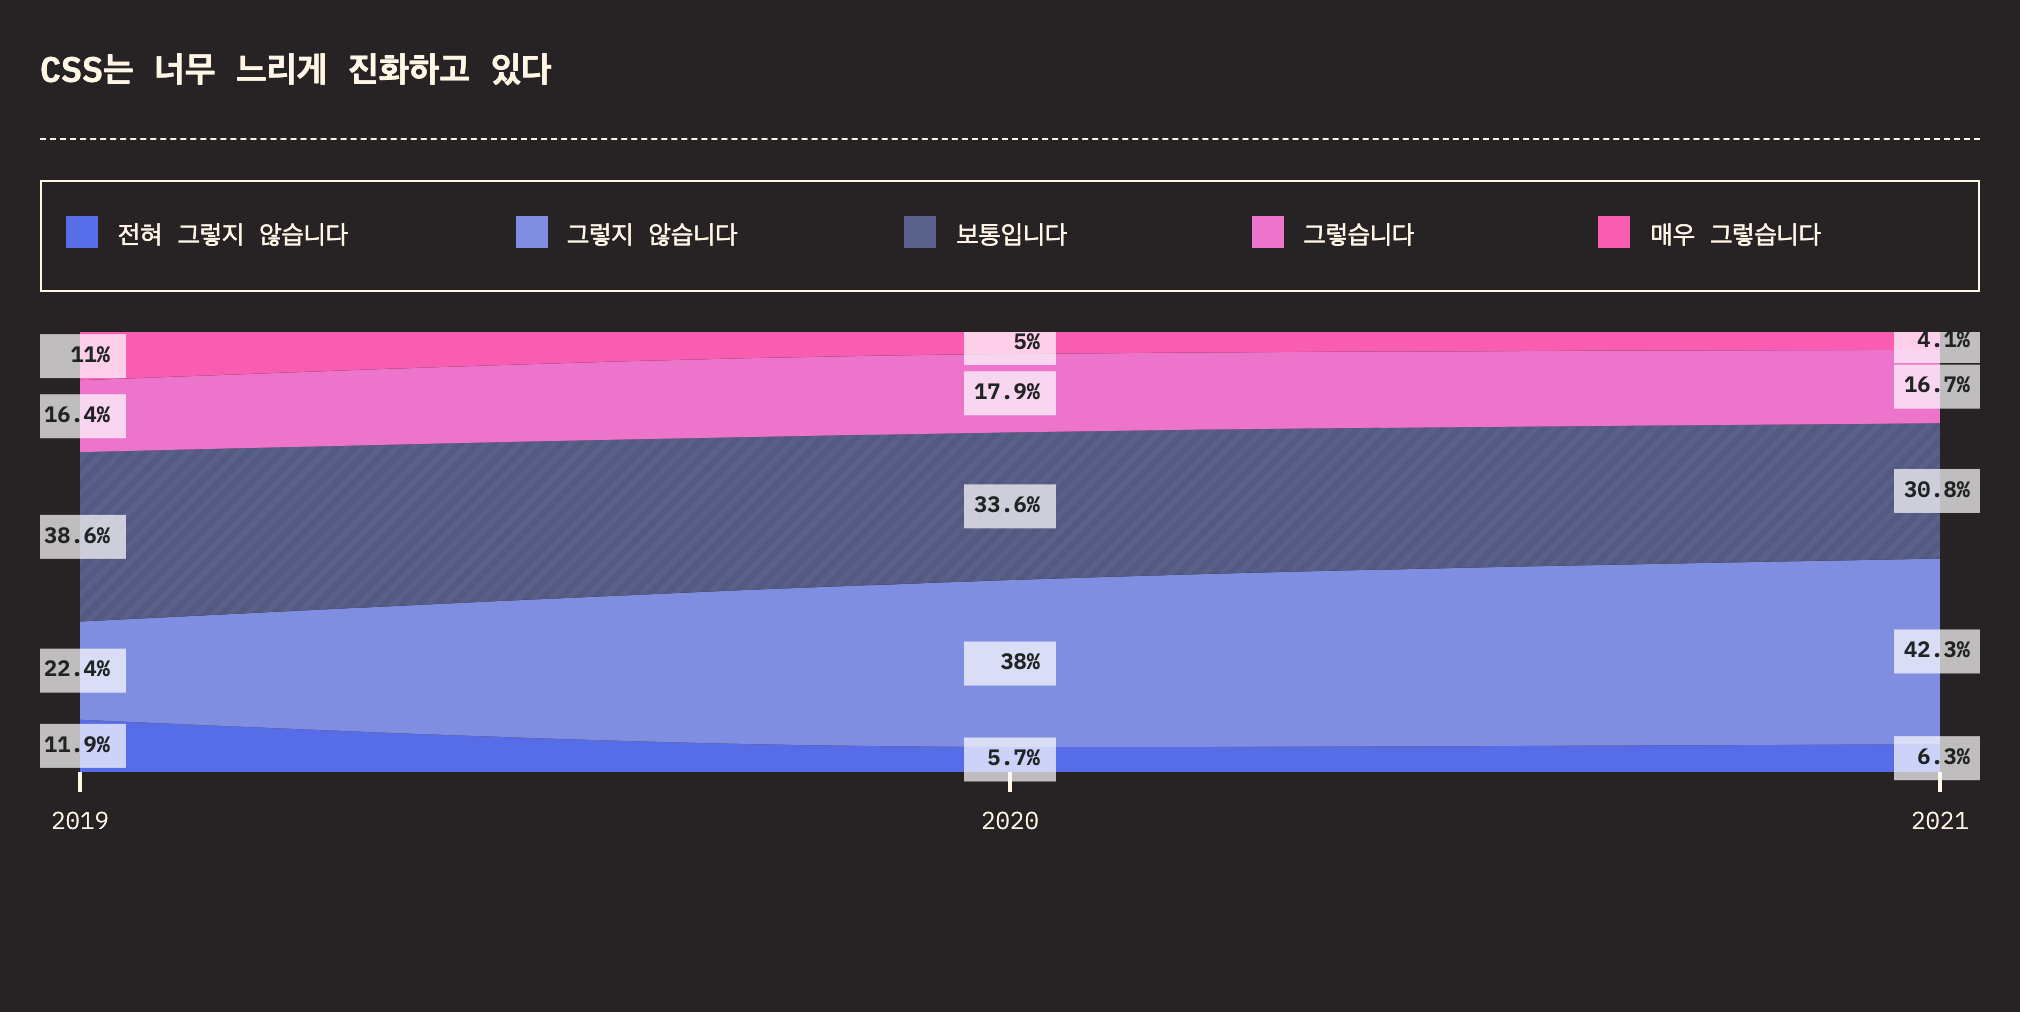 CSS는 너무 느리게 진화하고 있다
전혀 그렇지 않습니다 그렇지 않습니다 보통입니다 그렇습니다 매우 그렇습니다
11% 5% 4.1%
16.4% 17.9% 16.7%
38.6% 33.6% 30.8%
22.4% 38% 42.3%
11.9% 5.7% 6.3%
2019 2020 2021